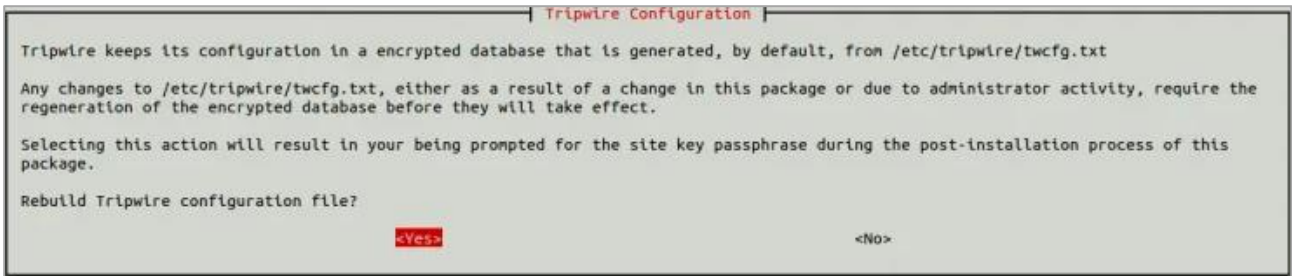 Tripwire Configuration
Tripwire keeps its configuration in a encrypted database that is generated, by default, from /etc/tripwire/twcfg.txt
Any changes to /etc/tripwire/twcfg.txt, either as a result of a change in this package or due to administrator activity, require the
regeneration of the encrypted database before they will take effect.
Selecting this action will result in your being prompted for the site key passphrase during the post-installation process of this
package.
Rebuild Tripwire configuration file?
<Yes> <No>